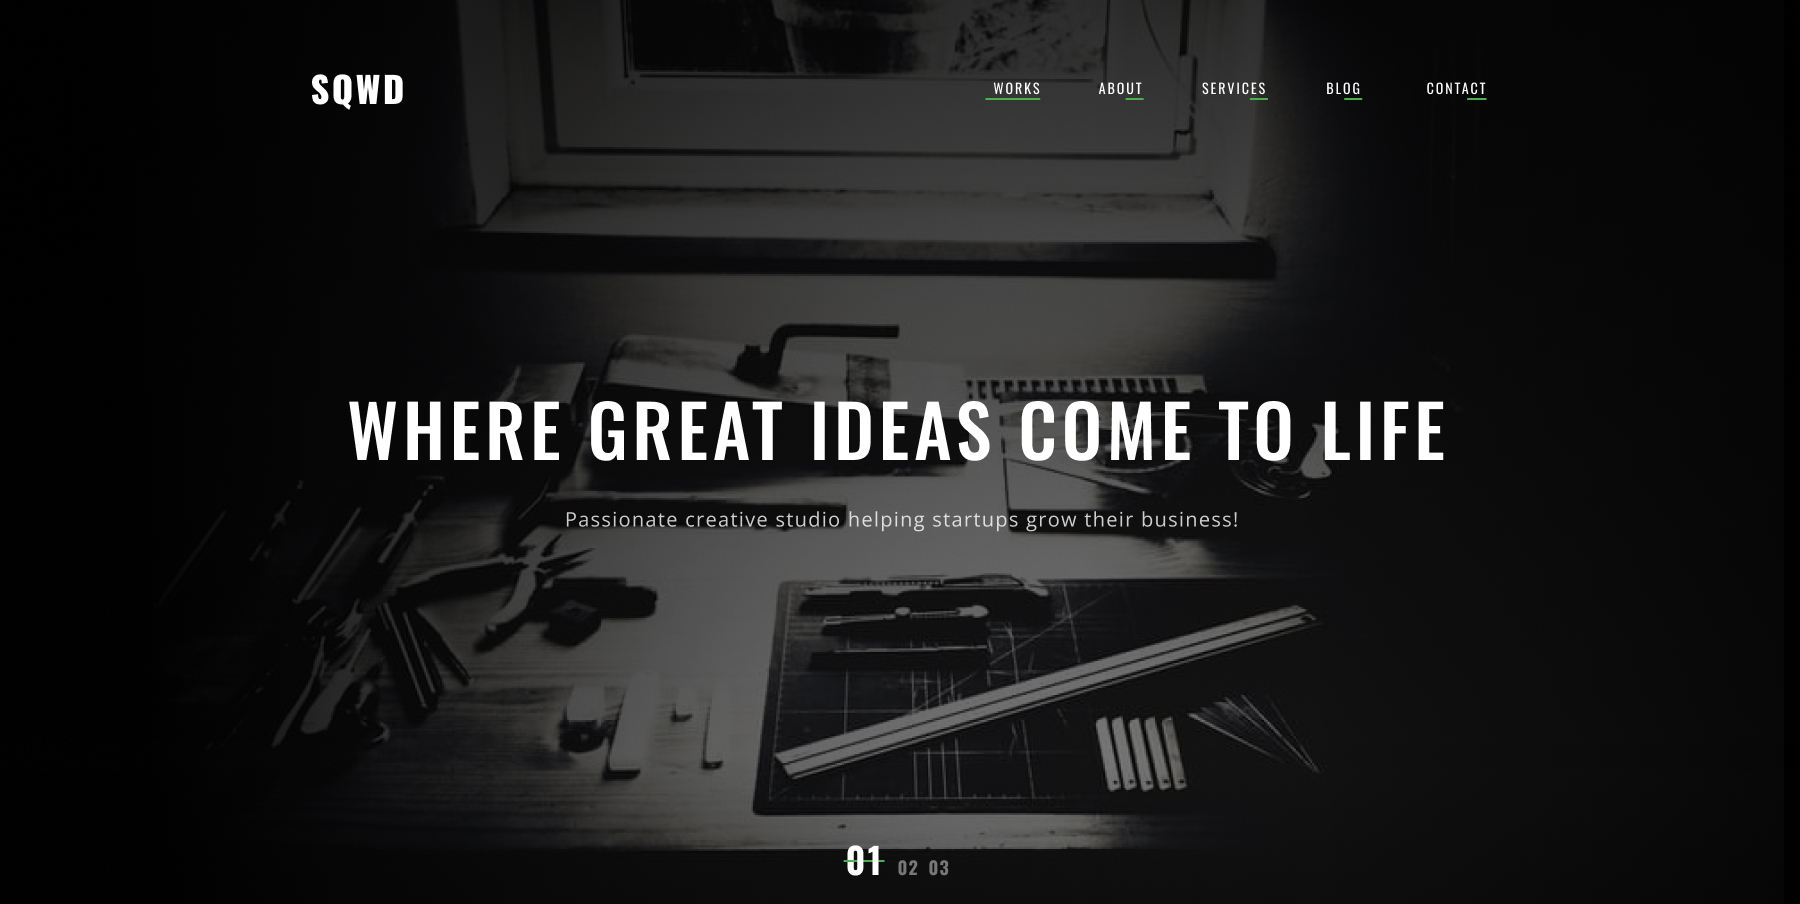 SQWD
WORKS ABOUT SERVICES BLOG CONTACT
WHERE GREAT IDEAS COME TO LIFE
Passionate creative studio helping startups grow their business!
01 02 03